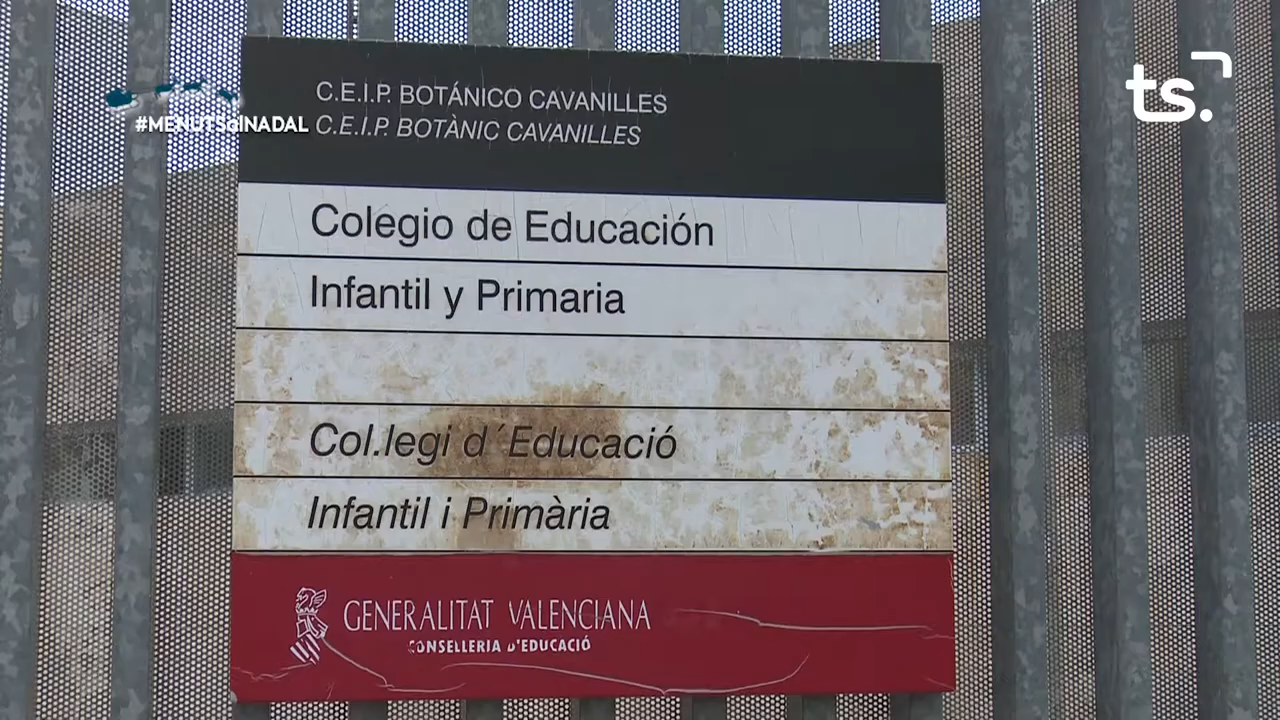 ts.
#MENUTSdINADAL
C.E.I.P. BOTÁNICO CAVANILLES
C.E.I.P. BOTÀNIC CAVANILLES
Colegio de Educación
Infantil y Primaria
Col.legi d´Educació
Infantil i Primària
GENERALITAT VALENCIANA
CONSELLERIA D'EDUCACIÓ